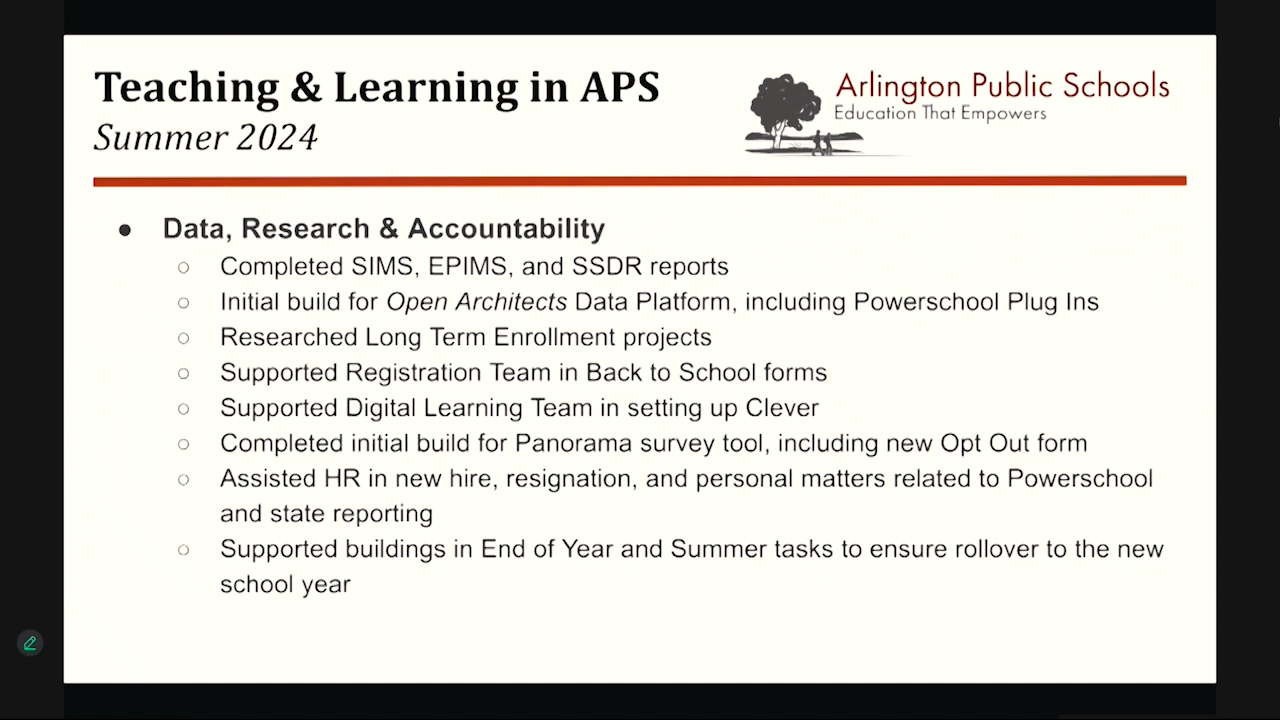 Teaching & Learning in APS
Summer 2024
Arlington Public Schools
Education That Empowers
● Data, Research & Accountability
○ Completed SIMS, EPIMS, and SSDR reports
○ Initial build for Open Architects Data Platform, including Powerschool Plug Ins
○ Researched Long Term Enrollment projects
○ Supported Registration Team in Back to School forms
○ Supported Digital Learning Team in setting up Clever
○ Completed initial build for Panorama survey tool, including new Opt Out form
○ Assisted HR in new hire, resignation, and personal matters related to Powerschool
and state reporting
○ Supported buildings in End of Year and Summer tasks to ensure rollover to the new
school year